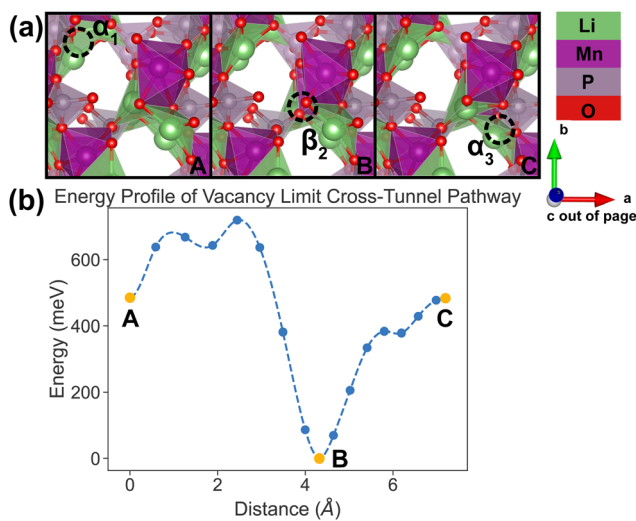 (a)
α1
A
β2
B
α3
C
Li
Mn
P
O
b
a
c out of page
(b)
Energy Profile of Vacancy Limit Cross-Tunnel Pathway
Energy (meV)
600
400
200
0
A
B
C
0
2
4
6
Distance (Å)